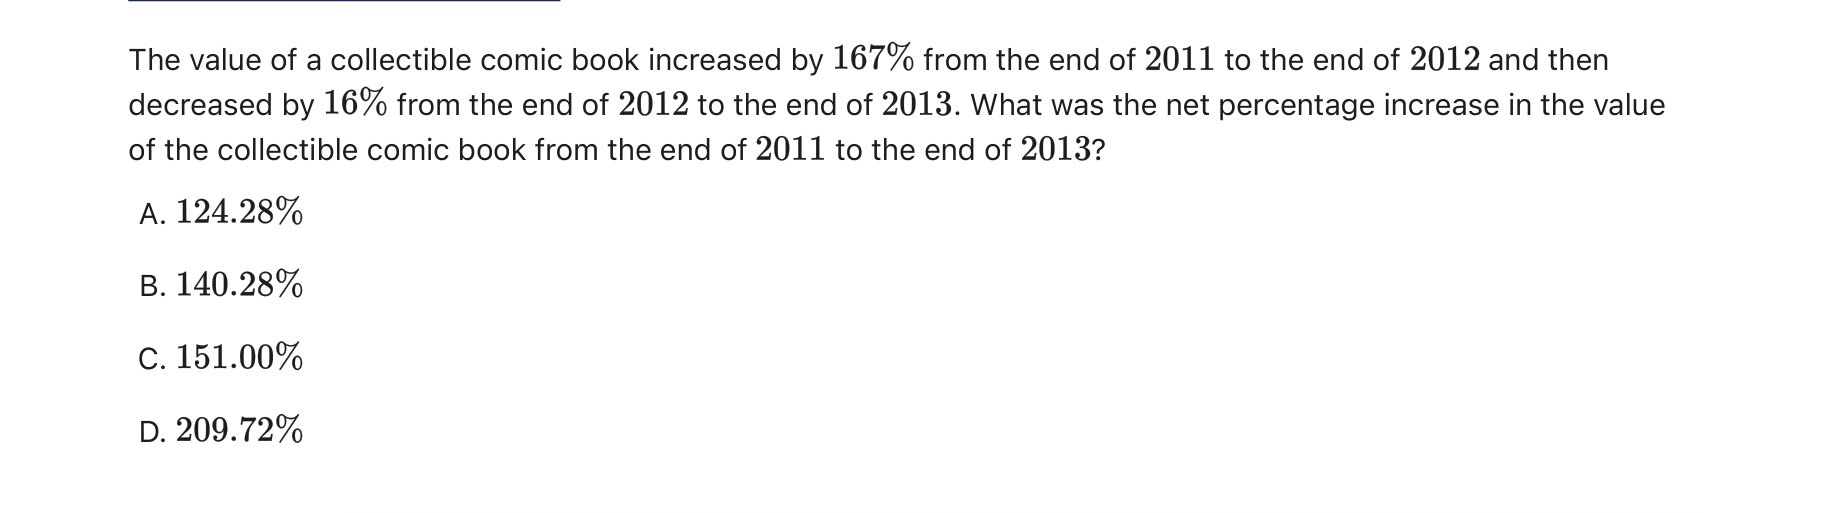 The value of a collectible comic book increased by 167% from the end of 2011 to the end of 2012 and then
decreased by 16% from the end of 2012 to the end of 2013. What was the net percentage increase in the value
of the collectible comic book from the end of 2011 to the end of 2013?
A. 124.28%
B. 140.28%
C. 151.00%
D. 209.72%